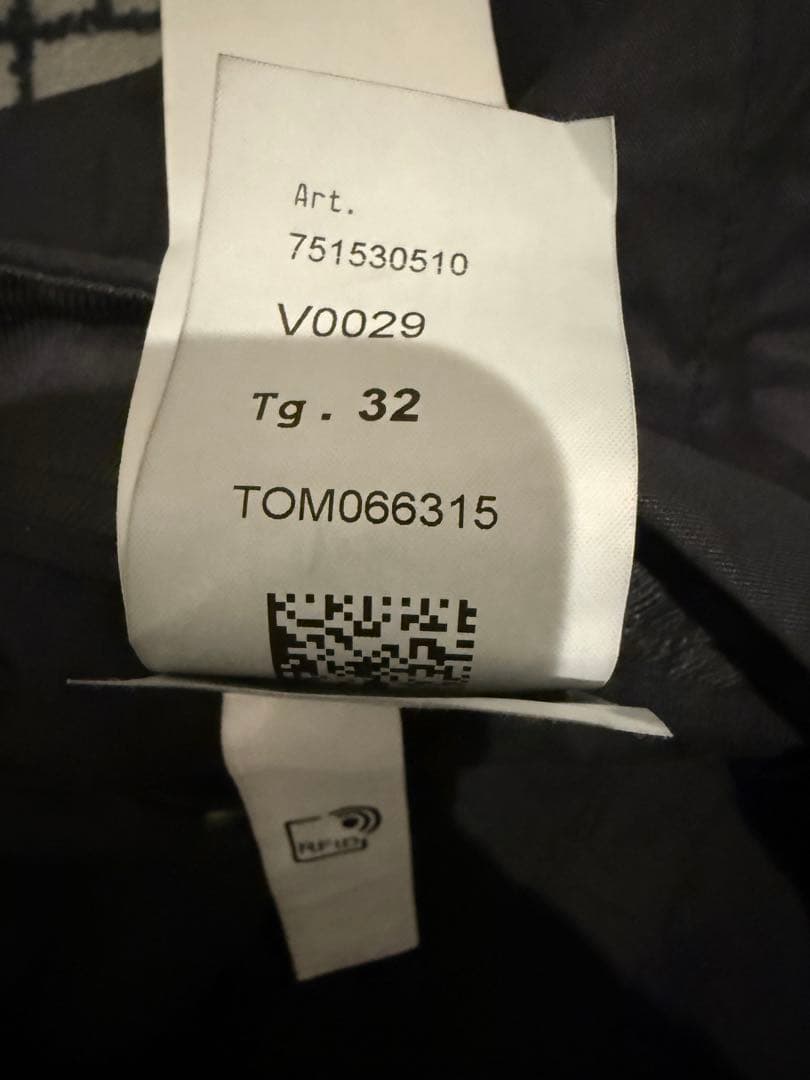 Art.
751530510
V0029
Tg. 32
TOM066315
RFID